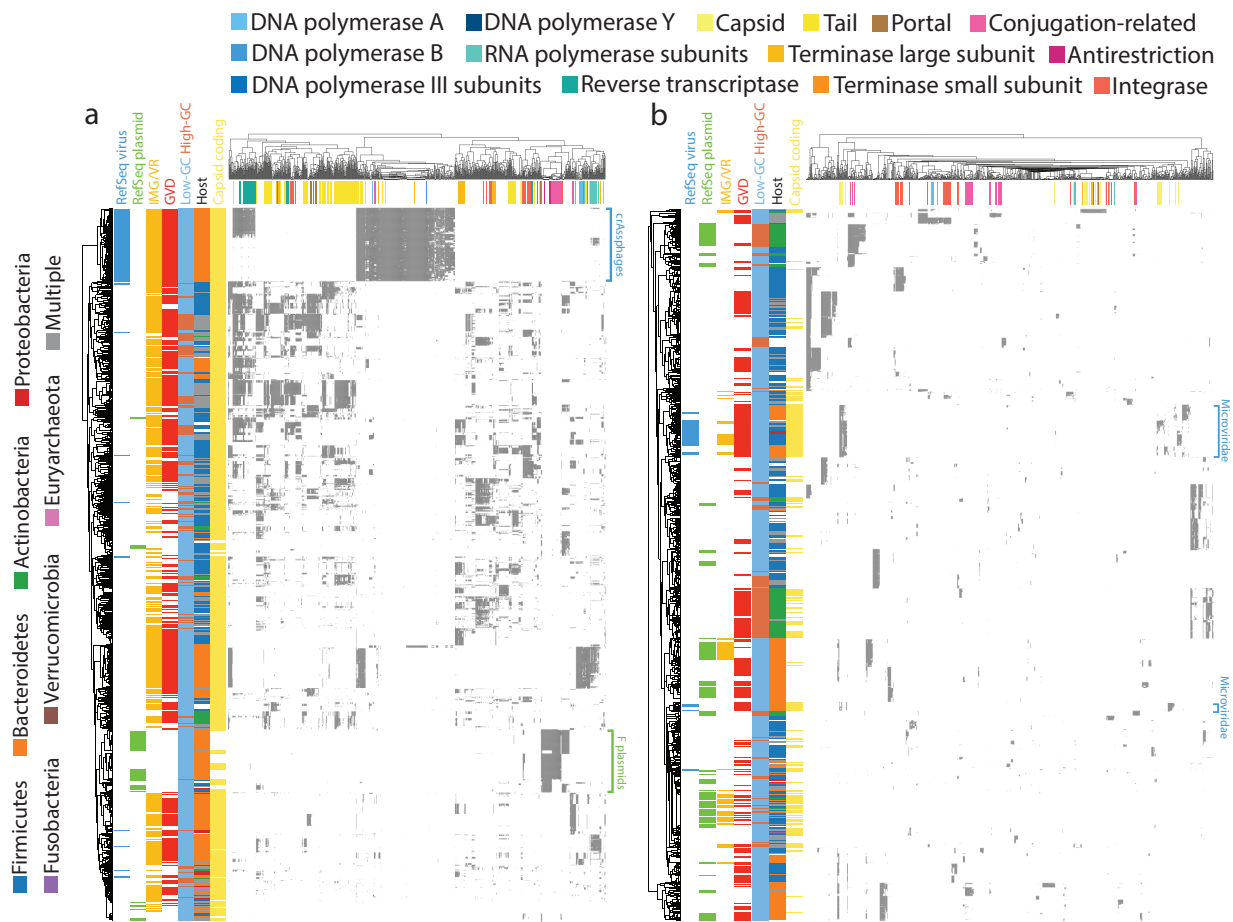 DNA polymerase A DNA polymerase Y Capsid Tail Portal Conjugation-related
DNA polymerase B RNA polymerase subunits Terminase large subunit Antirestriction
DNA polymerase III subunits Reverse transcriptase Terminase small subunit Integrase
a
RefSeq virus
RefSeq plasmid
IMG/VR
GVD
Low-GC High-GC
Host
Capsid coding
crAssphages
F plasmids
b
RefSeq virus
RefSeq plasmid
IMG/VR
GVD
Low-GC High-GC
Host
Capsid coding
Microviridae
Microviridae
Firmicutes Bacteroidetes Actinobacteria Proteobacteria
Fusobacteria Verrucomicrobia Euryarchaeota Multiple